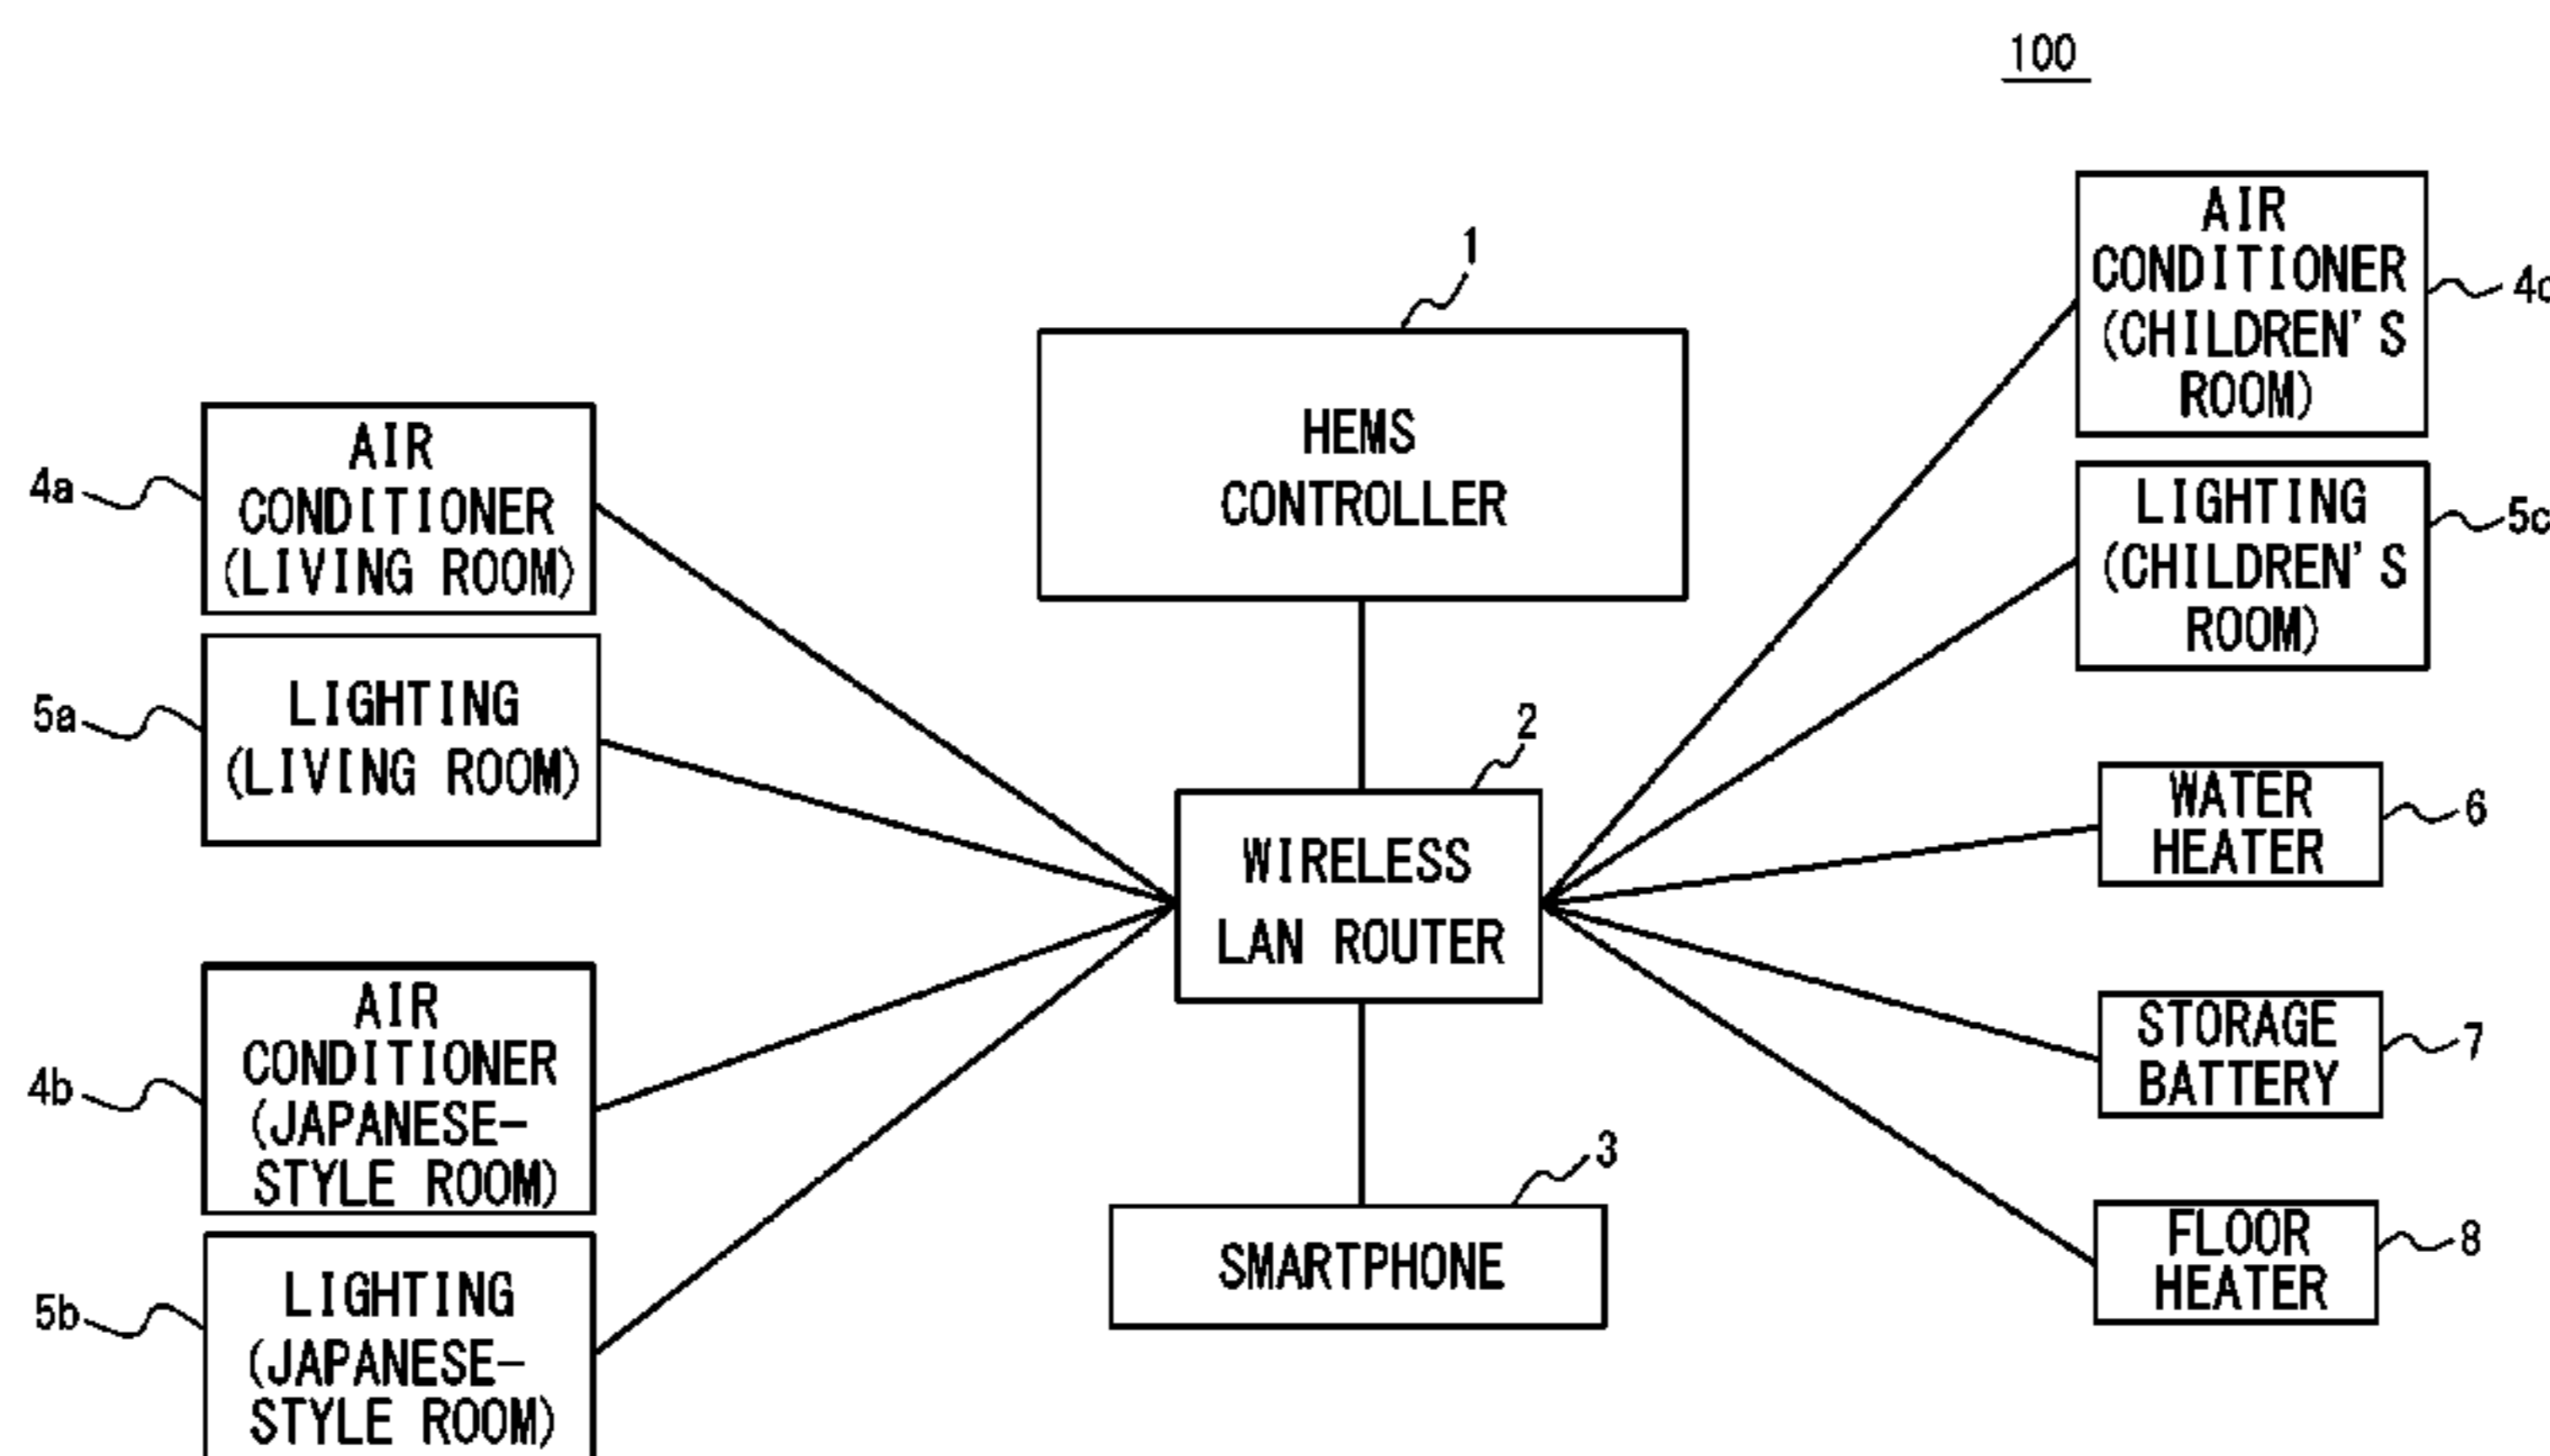 100
1
HEMS
CONTROLLER
4a
AIR
CONDITIONER
(LIVING ROOM)
5a
LIGHTING
(LIVING ROOM)
4b
AIR
CONDITIONER
(JAPANESE-
STYLE ROOM)
5b
LIGHTING
(JAPANESE-
STYLE ROOM)
2
WIRELESS
LAN ROUTER
3
SMARTPHONE
AIR
CONDITIONER
(CHILDREN'S
ROOM)
4c
LIGHTING
(CHILDREN'S
ROOM)
5c
WATER
HEATER
6
STORAGE
BATTERY
7
FLOOR
HEATER
8